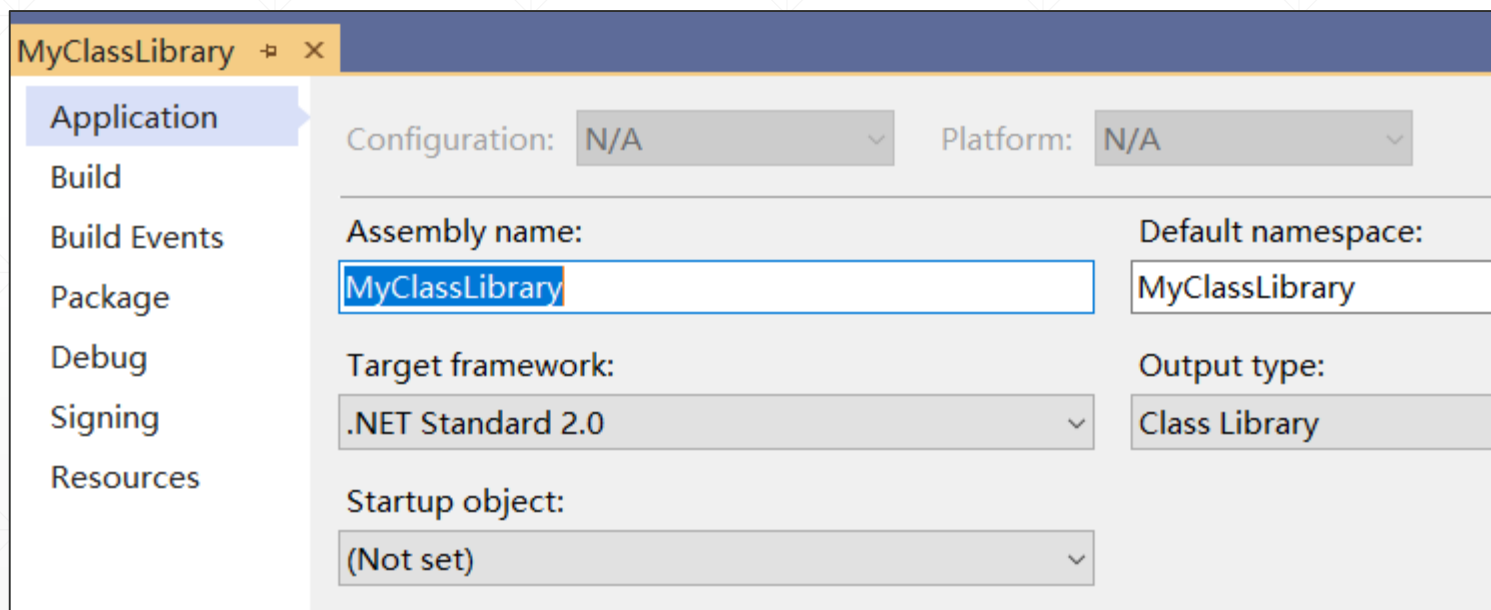 MyClassLibrary
Application
Build
Build Events
Package
Debug
Signing
Resources
Configuration: N/A Platform: N/A
Assembly name: Default namespace:
MyClassLibrary MyClassLibrary
Target framework: Output type:
.NET Standard 2.0 Class Library
Startup object:
(Not set)